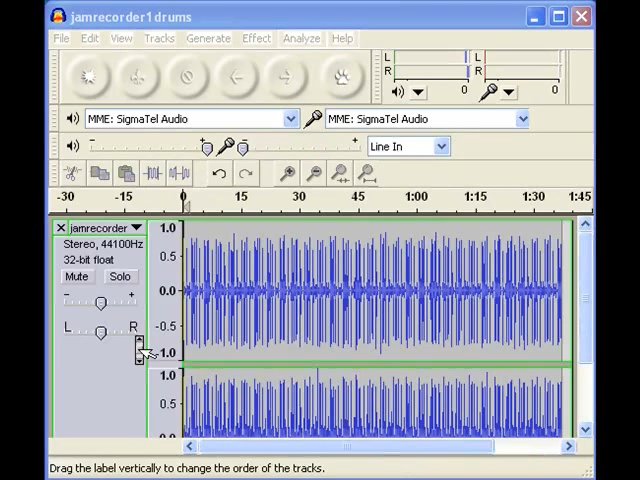 jamrecorder1drums
File Edit View Tracks Generate Effect Analyze Help
L L
R R
0 0
MME: SigmaTel Audio MME: SigmaTel Audio
- + - + Line In
-30 -15 0 15 30 45 1:00 1:15 1:30 1:45
jamrecorder 1.0
Stereo, 44100Hz
0.5
32-bit float
Mute Solo
0.0
- +
L R -0.5
-1.0
1.0
0.5
0.0
Drag the label vertically to change the order of the tracks.